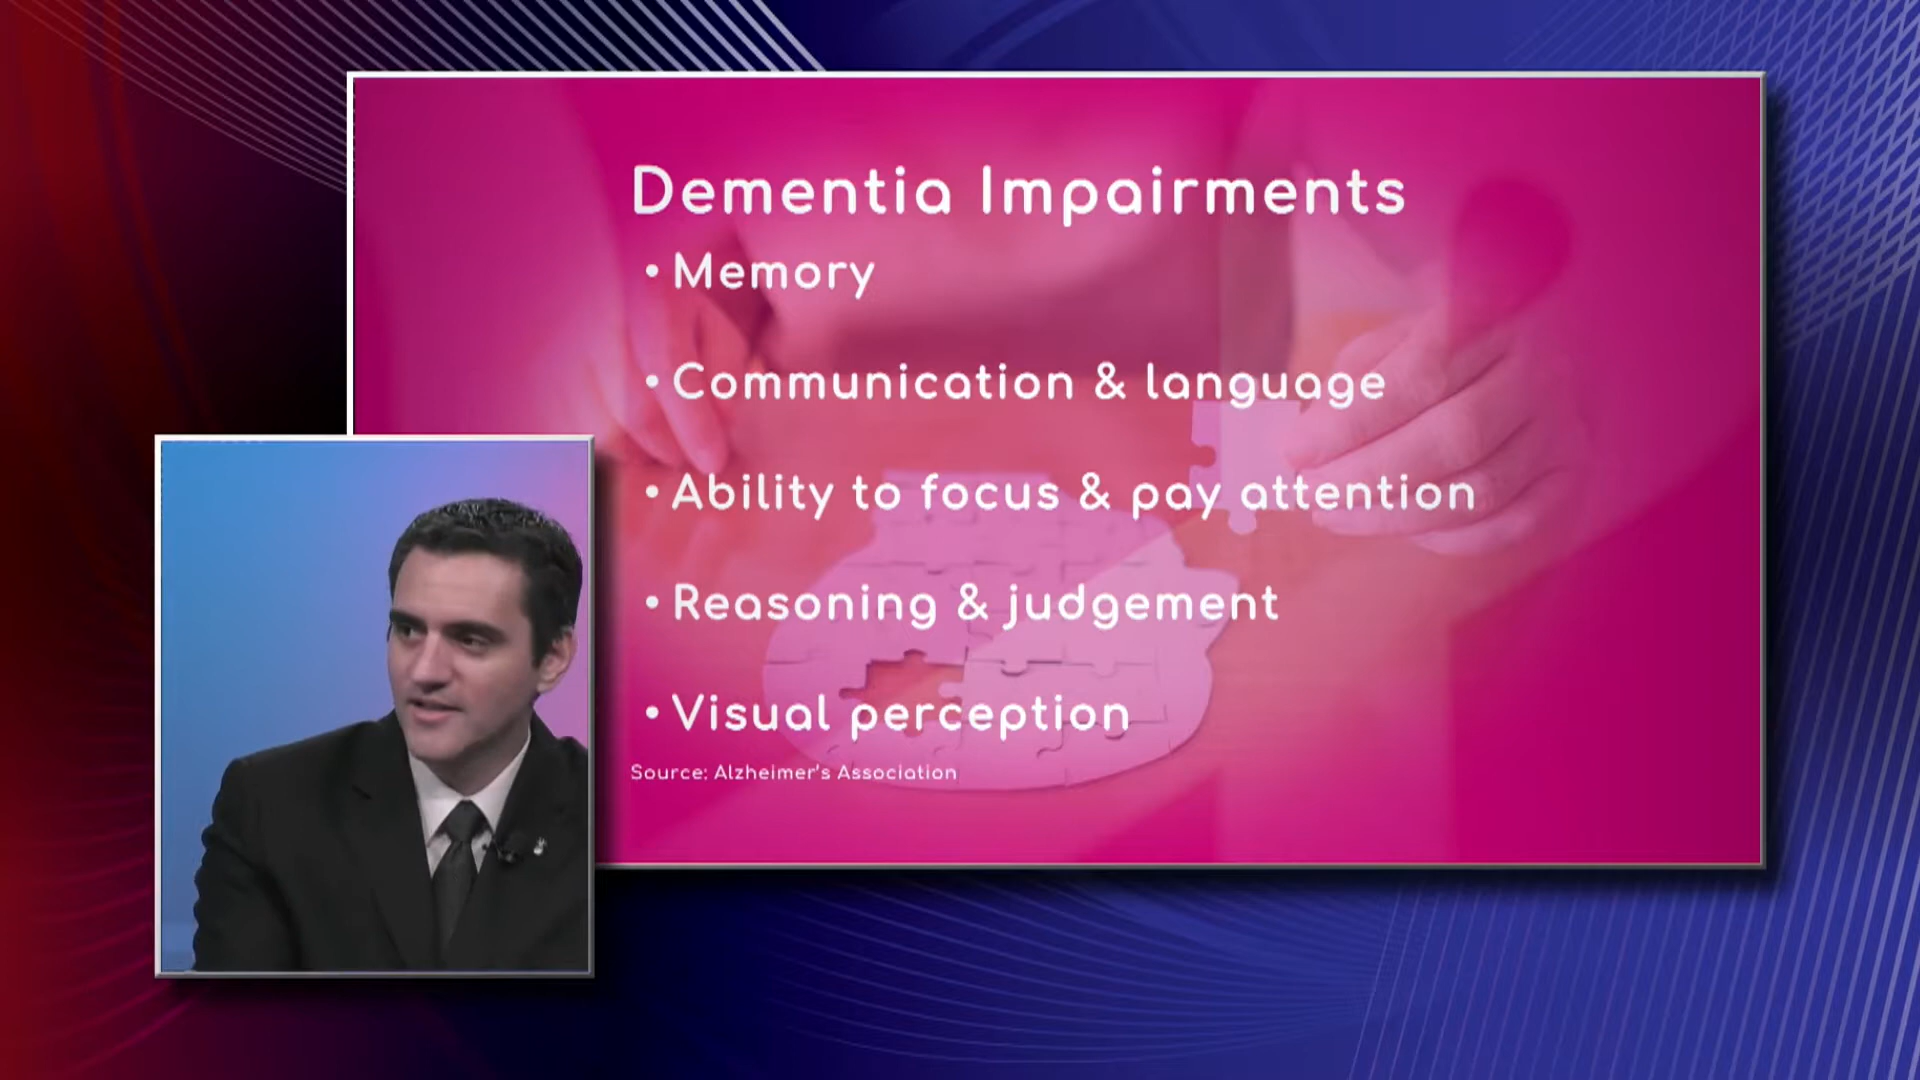 Dementia Impairments
• Memory
• Communication & language
• Ability to focus & pay attention
• Reasoning & judgement
• Visual perception
Source: Alzheimer's Association